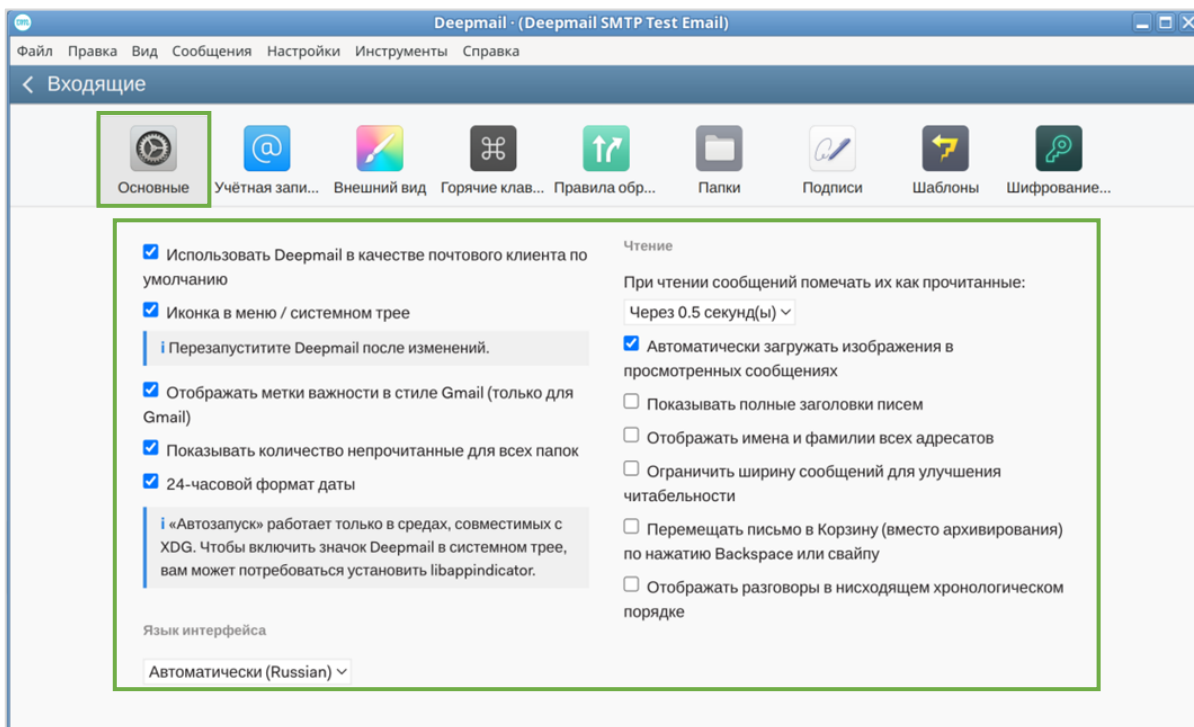 Deepmail · (Deepmail SMTP Test Email)
Файл Правка Вид Сообщения Настройки Инструменты Справка
Входящие
Основные Учётная запи... Внешний вид Горячие клав... Правила обр... Папки Подписи Шаблоны Шифрование...
Использовать Deepmail в качестве почтового клиента по
умолчанию
Иконка в меню / системном трее
i Перезапуститите Deepmail после изменений.
Отображать метки важности в стиле Gmail (только для
Gmail)
Показывать количество непрочитанные для всех папок
24-часовой формат даты
i «Автозапуск» работает только в средах, совместимых с
XDG. Чтобы включить значок Deepmail в системном трее,
вам может потребоваться установить libappindicator.
Язык интерфейса
Автоматически (Russian)
Чтение
При чтении сообщений помечать их как прочитанные:
Через 0.5 секунд(ы)
Автоматически загружать изображения в
просмотренных сообщениях
Показывать полные заголовки писем
Отображать имена и фамилии всех адресатов
Ограничить ширину сообщений для улучшения
читабельности
Перемещать письмо в Корзину (вместо архивирования)
по нажатию Backspace или свайпу
Отображать разговоры в нисходящем хронологическом
порядке